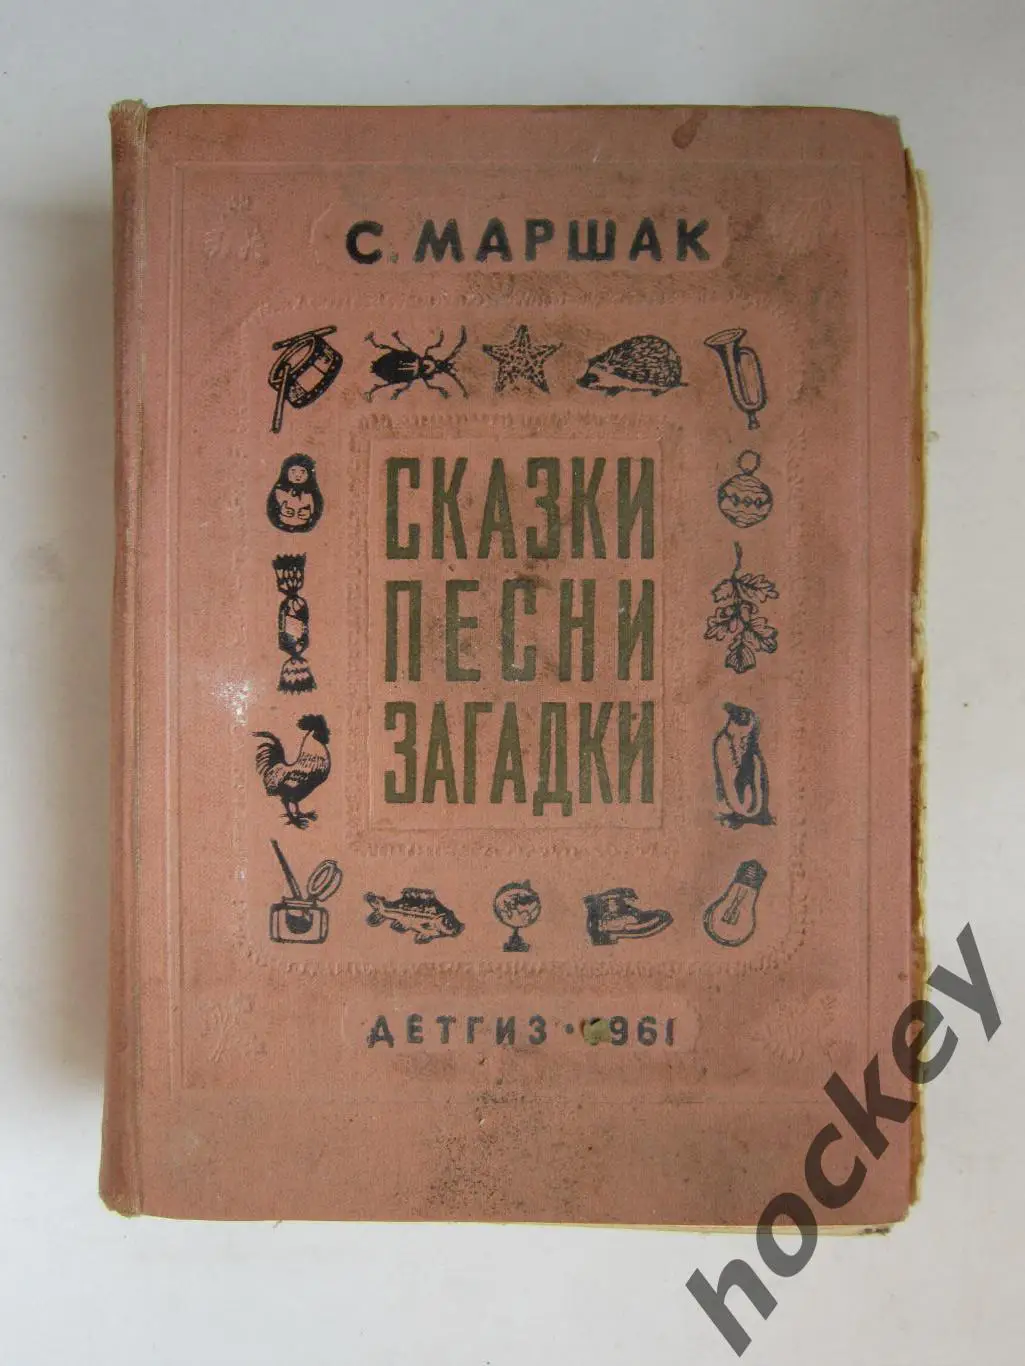 С. МАРШАК
СКАЗКИ
ПЕСНИ
ЗАГАДКИ
ДЕТГИЗ · 1961
hockey